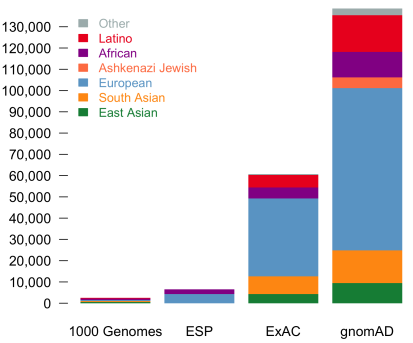 130,000
120,000
110,000
100,000
90,000
80,000
70,000
60,000
50,000
40,000
30,000
20,000
10,000
0
Other
Latino
African
Ashkenazi Jewish
European
South Asian
East Asian
1000 Genomes ESP ExAC gnomAD